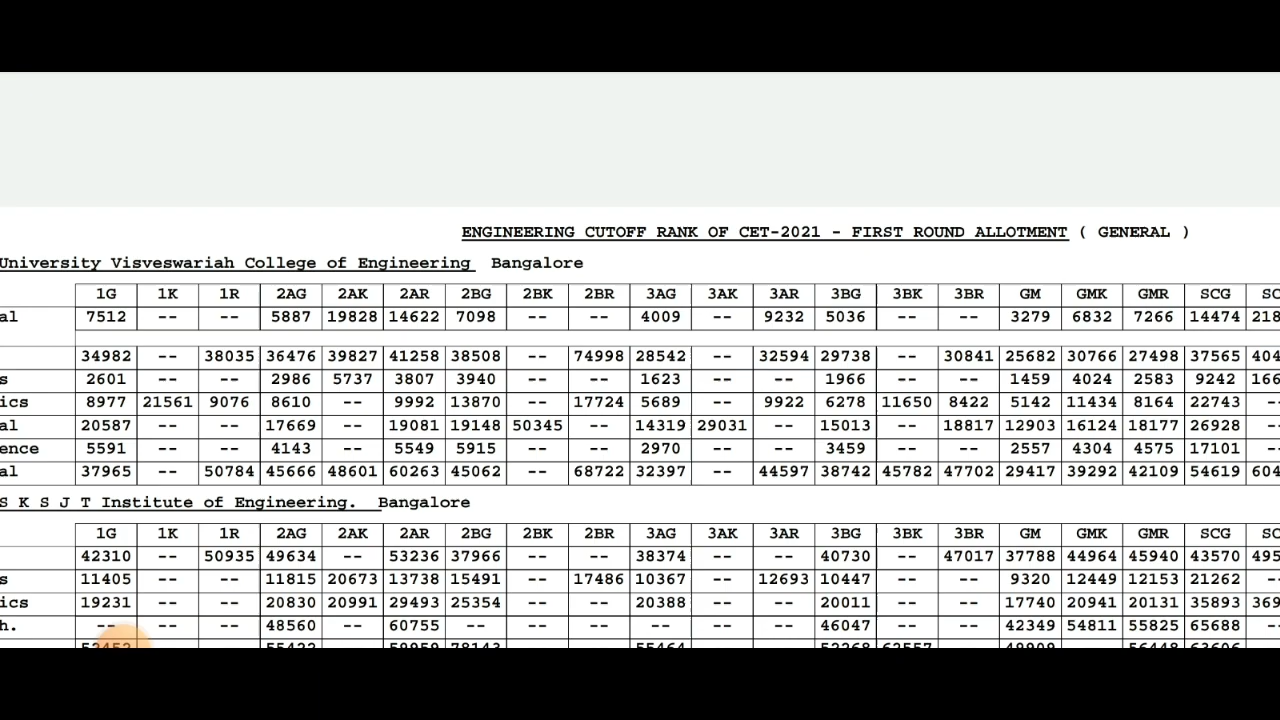 ENGINEERING CUTOFF RANK OF CET-2021 - FIRST ROUND ALLOTMENT ( GENERAL )
University Visveswariah College of Engineering Bangalore
1G 1K 1R 2AG 2AK 2AR 2BG 2BK 2BR 3AG 3AK 3AR 3BG 3BK 3BR GM GMK GMR SCG SC
al 7512 -- -- 5887 19828 14622 7098 -- -- 4009 -- 9232 5036 -- -- 3279 6832 7266 14474 218
34982 -- 38035 36476 39827 41258 38508 -- 74998 28542 -- 32594 29738 -- 30841 25682 30766 27498 37565 404
s 2601 -- -- 2986 5737 3807 3940 -- -- 1623 -- -- 1966 -- -- 1459 4024 2583 9242 166
ics 8977 21561 9076 8610 -- 9992 13870 -- 17724 5689 -- 9922 6278 11650 8422 5142 11434 8164 22743 --
al 20587 -- -- 17669 -- 19081 19148 50345 -- 14319 29031 -- 15013 -- 18817 12903 16124 18177 26928 --
ence 5591 -- -- 4143 -- 5549 5915 -- -- 2970 -- -- 3459 -- -- 2557 4304 4575 17101 --
al 37965 -- 50784 45666 48601 60263 45062 -- 68722 32397 -- 44597 38742 45782 47702 29417 39292 42109 54619 604
S K S J T Institute of Engineering. Bangalore
1G 1K 1R 2AG 2AK 2AR 2BG 2BK 2BR 3AG 3AK 3AR 3BG 3BK 3BR GM GMK GMR SCG SC
42310 -- 50935 49634 -- 53236 37966 -- -- 38374 -- -- 40730 -- 47017 37788 44964 45940 43570 495
s 11405 -- -- 11815 20673 13738 15491 -- 17486 10367 -- 12693 10447 -- -- 9320 12449 12153 21262 --
ics 19231 -- -- 20830 20991 29493 25354 -- -- 20388 -- -- 20011 -- -- 17740 20941 20131 35893 369
h. -- -- -- 48560 -- 60755 -- -- -- -- -- -- 46047 -- -- 42349 54811 55825 65688 --